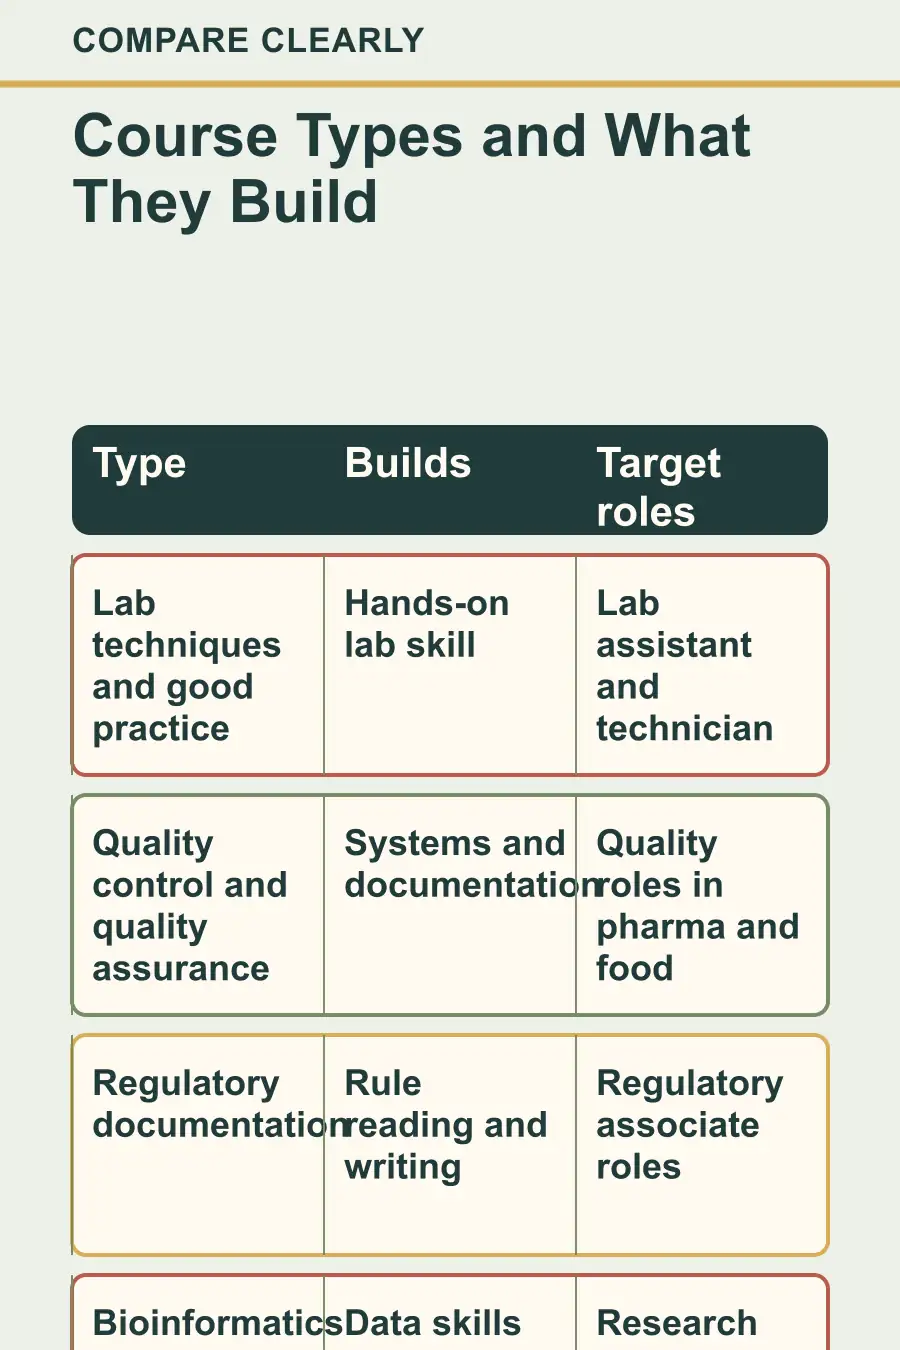 COMPARE CLEARLY
Course Types and What
They Build
Type
Builds
Target
roles
Lab
techniques
and good
practice
Hands-on
lab skill
Lab
assistant
and
technician
Quality
control and
quality
assurance
Systems and
documentation
Quality
roles in
pharma and
food
Regulatory
documentation
Rule
reading and
writing
Regulatory
associate
roles
Bioinformatics
Data skills
Research